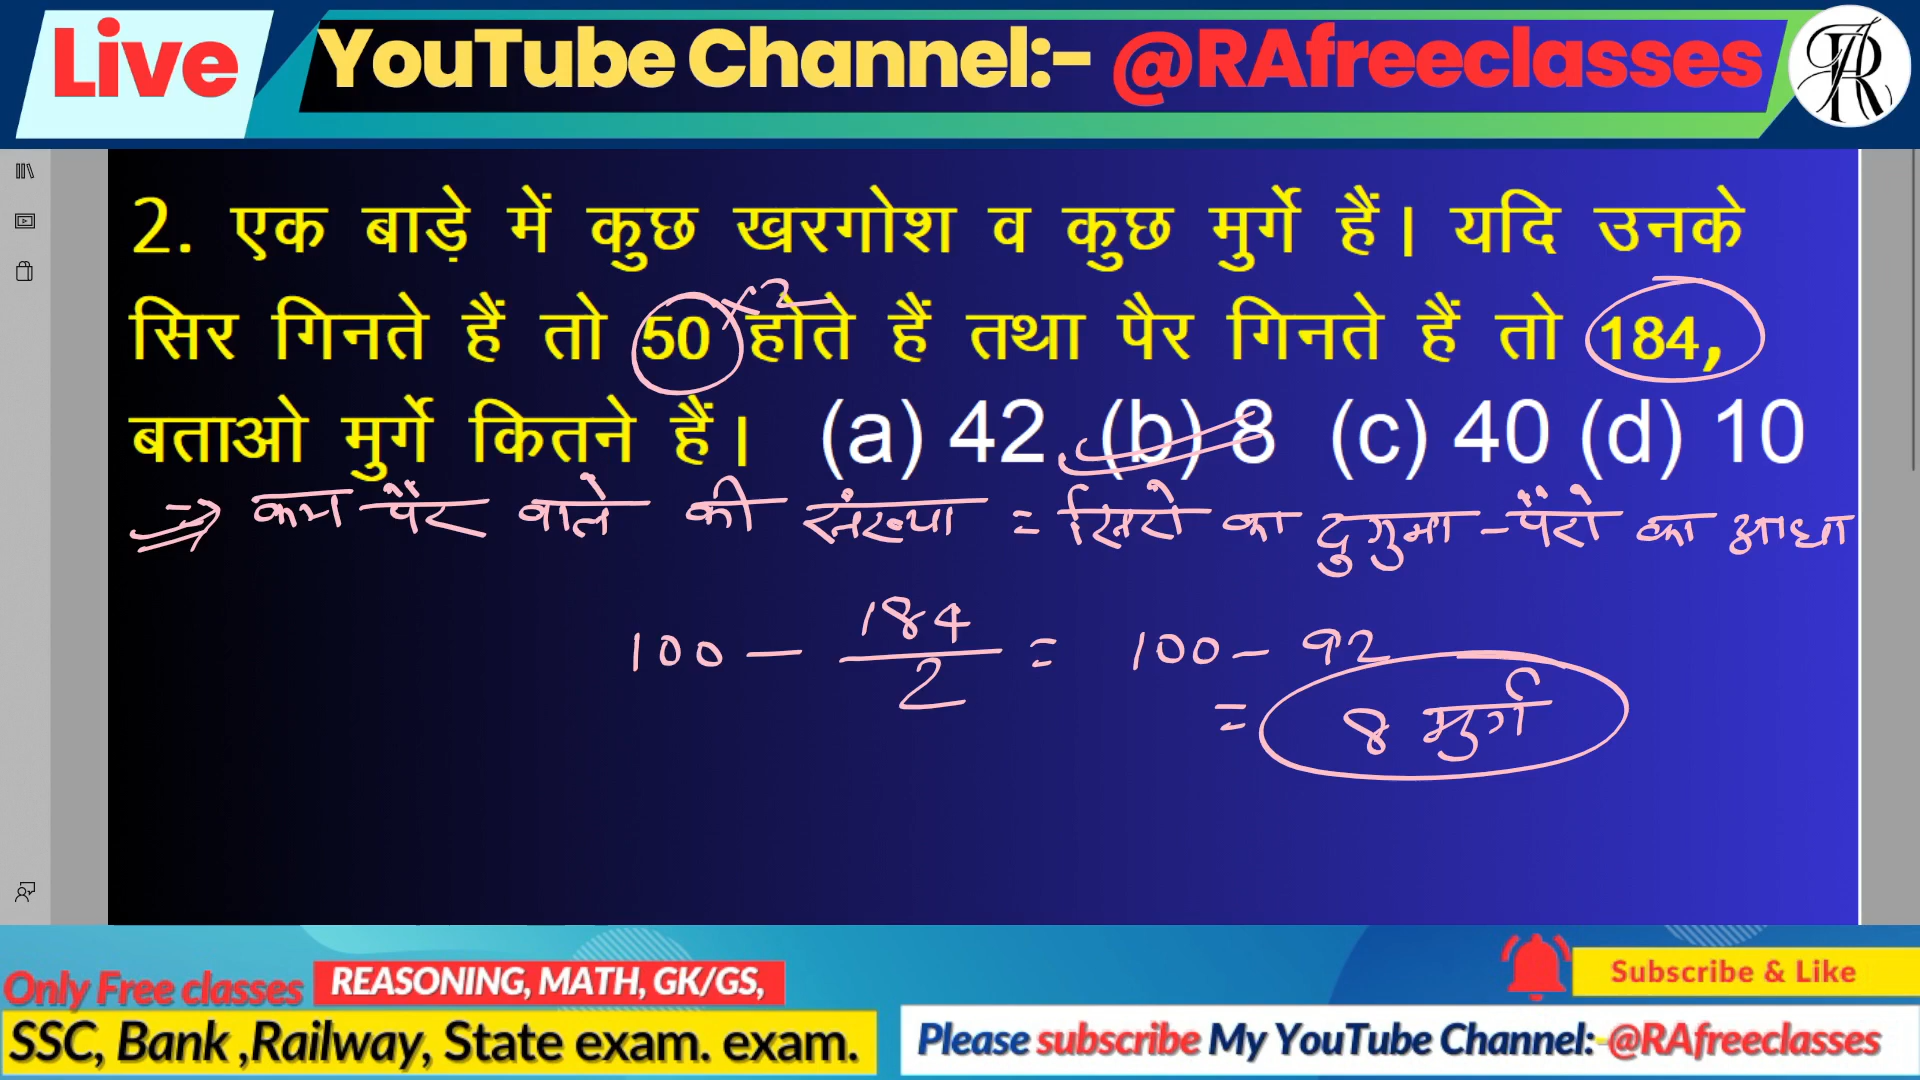 Live
YouTube Channel:- @RAfreeclasses
2. एक बाड़े में कुछ खरगोश व कुछ मुर्गे हैं। यदि उनके
सिर गिनते हैं तो 50 होते हैं तथा पैर गिनते हैं तो 184,
×2
बताओ मुर्गे कितने हैं। (a) 42 (b) 8 (c) 40 (d) 10
⇒ कम पैर वाले की संख्या = सिरों का दुगुना - पैरों का आधा
100 - 184/2 = 100 - 92
= 8 मुर्गे
Only Free classes REASONING, MATH, GK/GS,
Subscribe & Like
SSC, Bank ,Railway, State exam. exam.
Please subscribe My YouTube Channel:-@RAfreeclasses